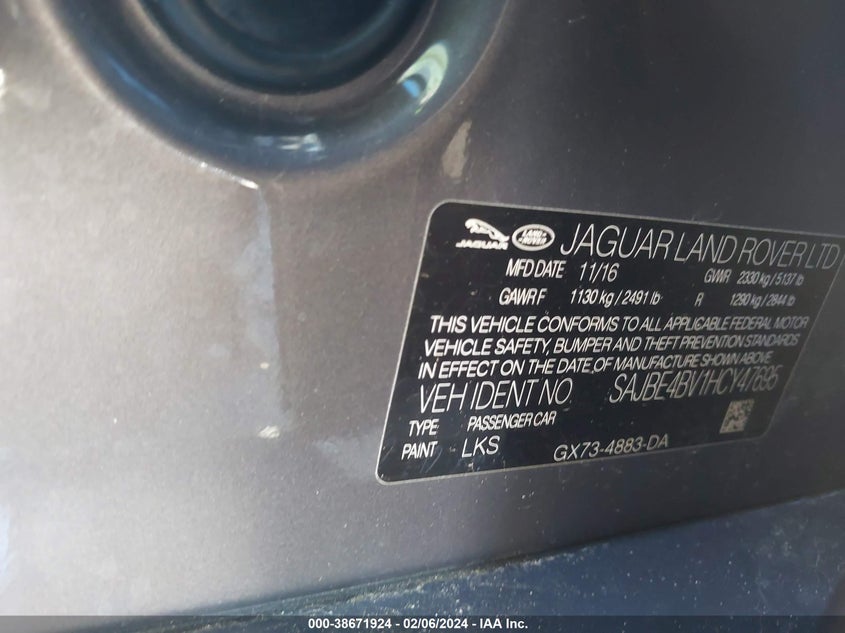 JAGUAR LAND ROVER JAGUAR LAND ROVER LTD
MFD DATE 11/16 GVWR 2330 kg / 5137 lb
GAWR F 1130 kg / 2491 lb R 1290 kg / 2844 lb
THIS VEHICLE CONFORMS TO ALL APPLICABLE FEDERAL MOTOR
VEHICLE SAFETY, BUMPER AND THEFT PREVENTION STANDARDS
IN EFFECT ON THE DATE OF MANUFACTURE SHOWN ABOVE
VEH IDENT NO. SAJBE4BV1HCY47695
TYPE PASSENGER CAR
PAINT LKS GX73-4883-DA
000-38671924 - 02/06/2024 - IAA Inc.